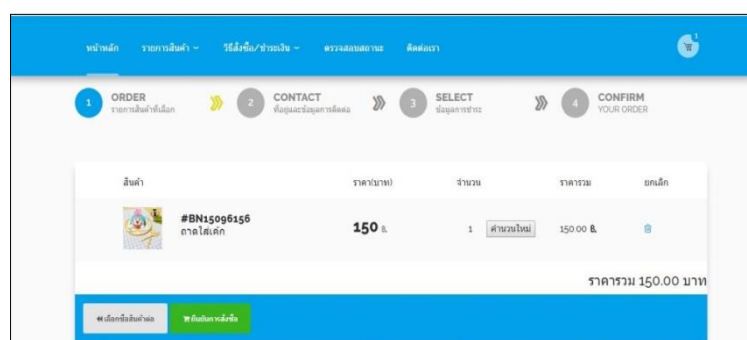 หน้าหลัก รายการสินค้า วิธีสั่งซื้อ/ชำระเงิน ตรวจสอบสถานะ ติดต่อเรา 1
1 ORDER 2 CONTACT 3 SELECT 4 CONFIRM
รายการสินค้าที่เลือก ที่อยู่และข้อมูลการติดต่อ ข้อมูลการชำระ YOUR ORDER
สินค้า ราคา(บาท) จำนวน ราคารวม ยกเลิก
#BN15096156 150 ฿. 1 คำนวนใหม่ 150.00 ฿.
ถาดใส่เค้ก
ราคารวม 150.00 บาท
เลือกซื้อสินค้าต่อ ยืนยันการสั่งซื้อ